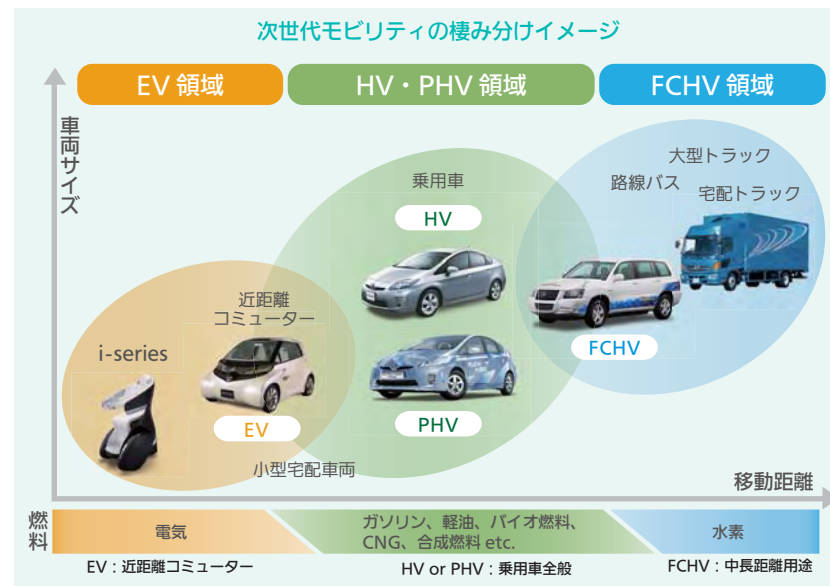 次世代モビリティの棲み分けイメージ
EV 領域
HV・PHV 領域
FCHV 領域
車両サイズ
大型トラック
路線バス
宅配トラック
乗用車
HV
近距離
コミューター
i-series
FCHV
PHV
EV
小型宅配車両
移動距離
燃料
電気
ガソリン、軽油、バイオ燃料、
CNG、合成燃料 etc.
水素
EV：近距離コミューター
HV or PHV：乗用車全般
FCHV：中長距離用途